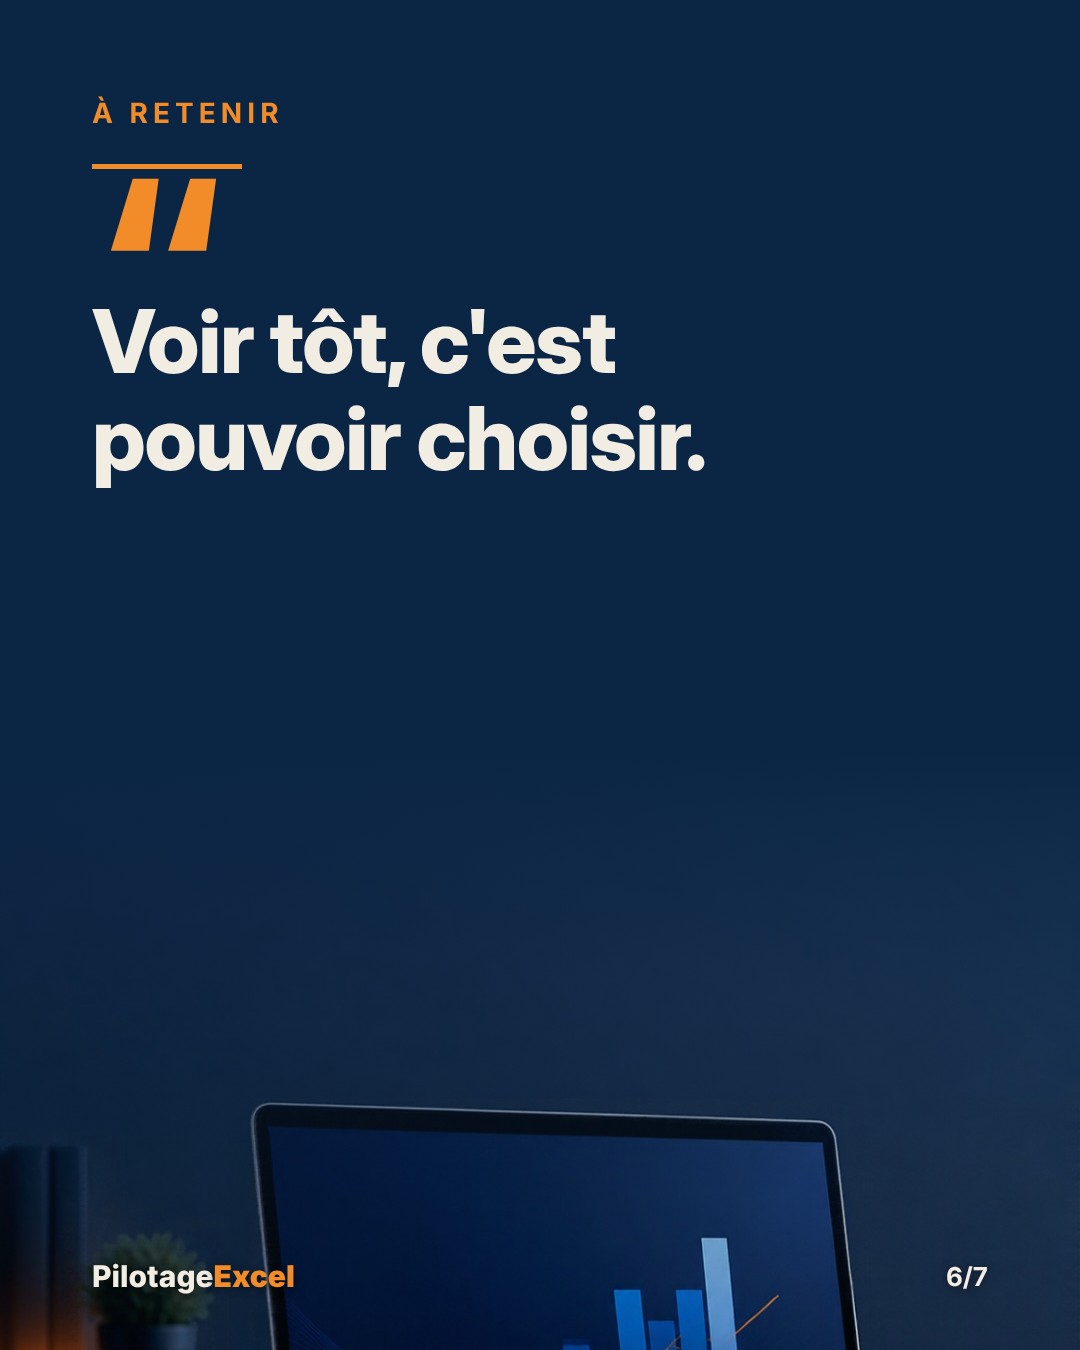 À RETENIR
"
Voir tôt, c'est
pouvoir choisir.
PilotageExcel
6/7